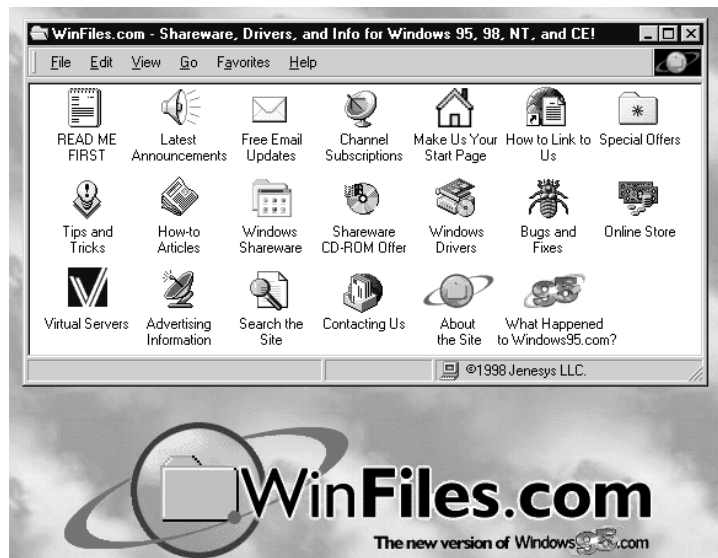 WinFiles.com - Shareware, Drivers, and Info for Windows 95, 98, NT, and CE!
File Edit View Go Favorites Help
READ ME FIRST
Latest Announcements
Free Email Updates
Channel Subscriptions
Make Us Your Start Page
How to Link to Us
Special Offers
Tips and Tricks
How-to Articles
Windows Shareware
Shareware CD-ROM Offer
Windows Drivers
Bugs and Fixes
Online Store
Virtual Servers
Advertising Information
Search the Site
Contacting Us
About the Site
What Happened to Windows95.com?
©1998 Jenesys LLC.
WinFiles.com
The new version of Windows95.com